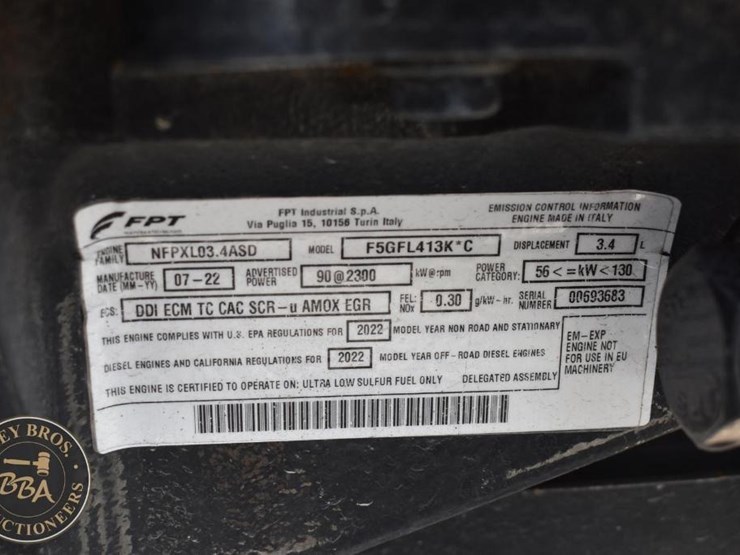 FPT
FPT Industrial S.p.A.
Via Puglia 15, 10156 Turin Italy
EMISSION CONTROL INFORMATION
ENGINE MADE IN ITALY
ENGINE FAMILY NFPXL03.4ASD MODEL F5GFL413K*C DISPLACEMENT 3.4 L
MANUFACTURE DATE (MM-YY) 07-22 ADVERTISED POWER 90@2300 kW@rpm POWER CATEGORY: 56<=kW<130
ECS: DDI ECM TC CAC SCR-u AMOX EGR FEL: NOx 0.30 g/kW-hr. SERIAL NUMBER 00693683
THIS ENGINE COMPLIES WITH U.S. EPA REGULATIONS FOR 2022 MODEL YEAR NON ROAD AND STATIONARY
DIESEL ENGINES AND CALIFORNIA REGULATIONS FOR 2022 MODEL YEAR OFF-ROAD DIESEL ENGINES
THIS ENGINE IS CERTIFIED TO OPERATE ON: ULTRA LOW SULFUR FUEL ONLY DELEGATED ASSEMBLY
EM-EXP
ENGINE NOT
FOR USE IN EU
MACHINERY
EY BROS.
BBA
CTIONEERS